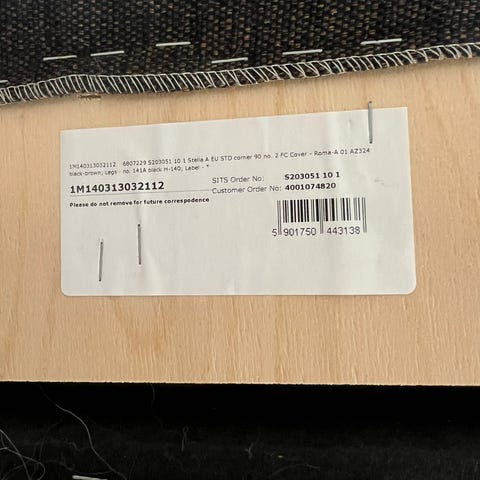 1M140313032112 6807229 S203051 10 1 Stella A EU STD corner 90 no. 2 FC Cover - Roma-A 01 AZ324
black-brown; Legs - no. 141A black H-140; Label - *
1M140313032112
SITS Order No: S203051 10 1
Customer Order No: 4001074820
Please do not remove for future correspodence
5 901750 443138